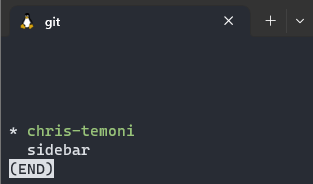 git
* chris-temoni
sidebar
(END)